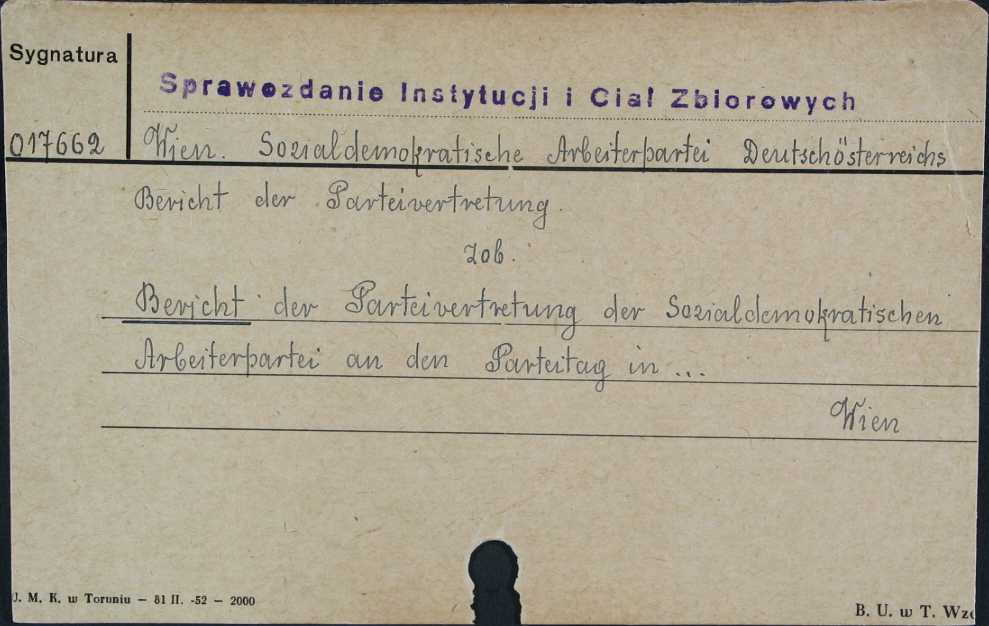 Sygnatura
Sprawozdanie Instytucji i Ciał Zbiorowych
017662 Wien. Sozialdemokratische Arbeiterpartei Deutschösterreichs
Bericht der Parteivertretung.
zob.
Bericht der Parteivertretung der Sozialdemokratischen
Arbeiterpartei an den Parteitag in ...
Wien
U. M. K. w Toruniu — 81 II. -52 — 2000
B. U. w T. Wzó